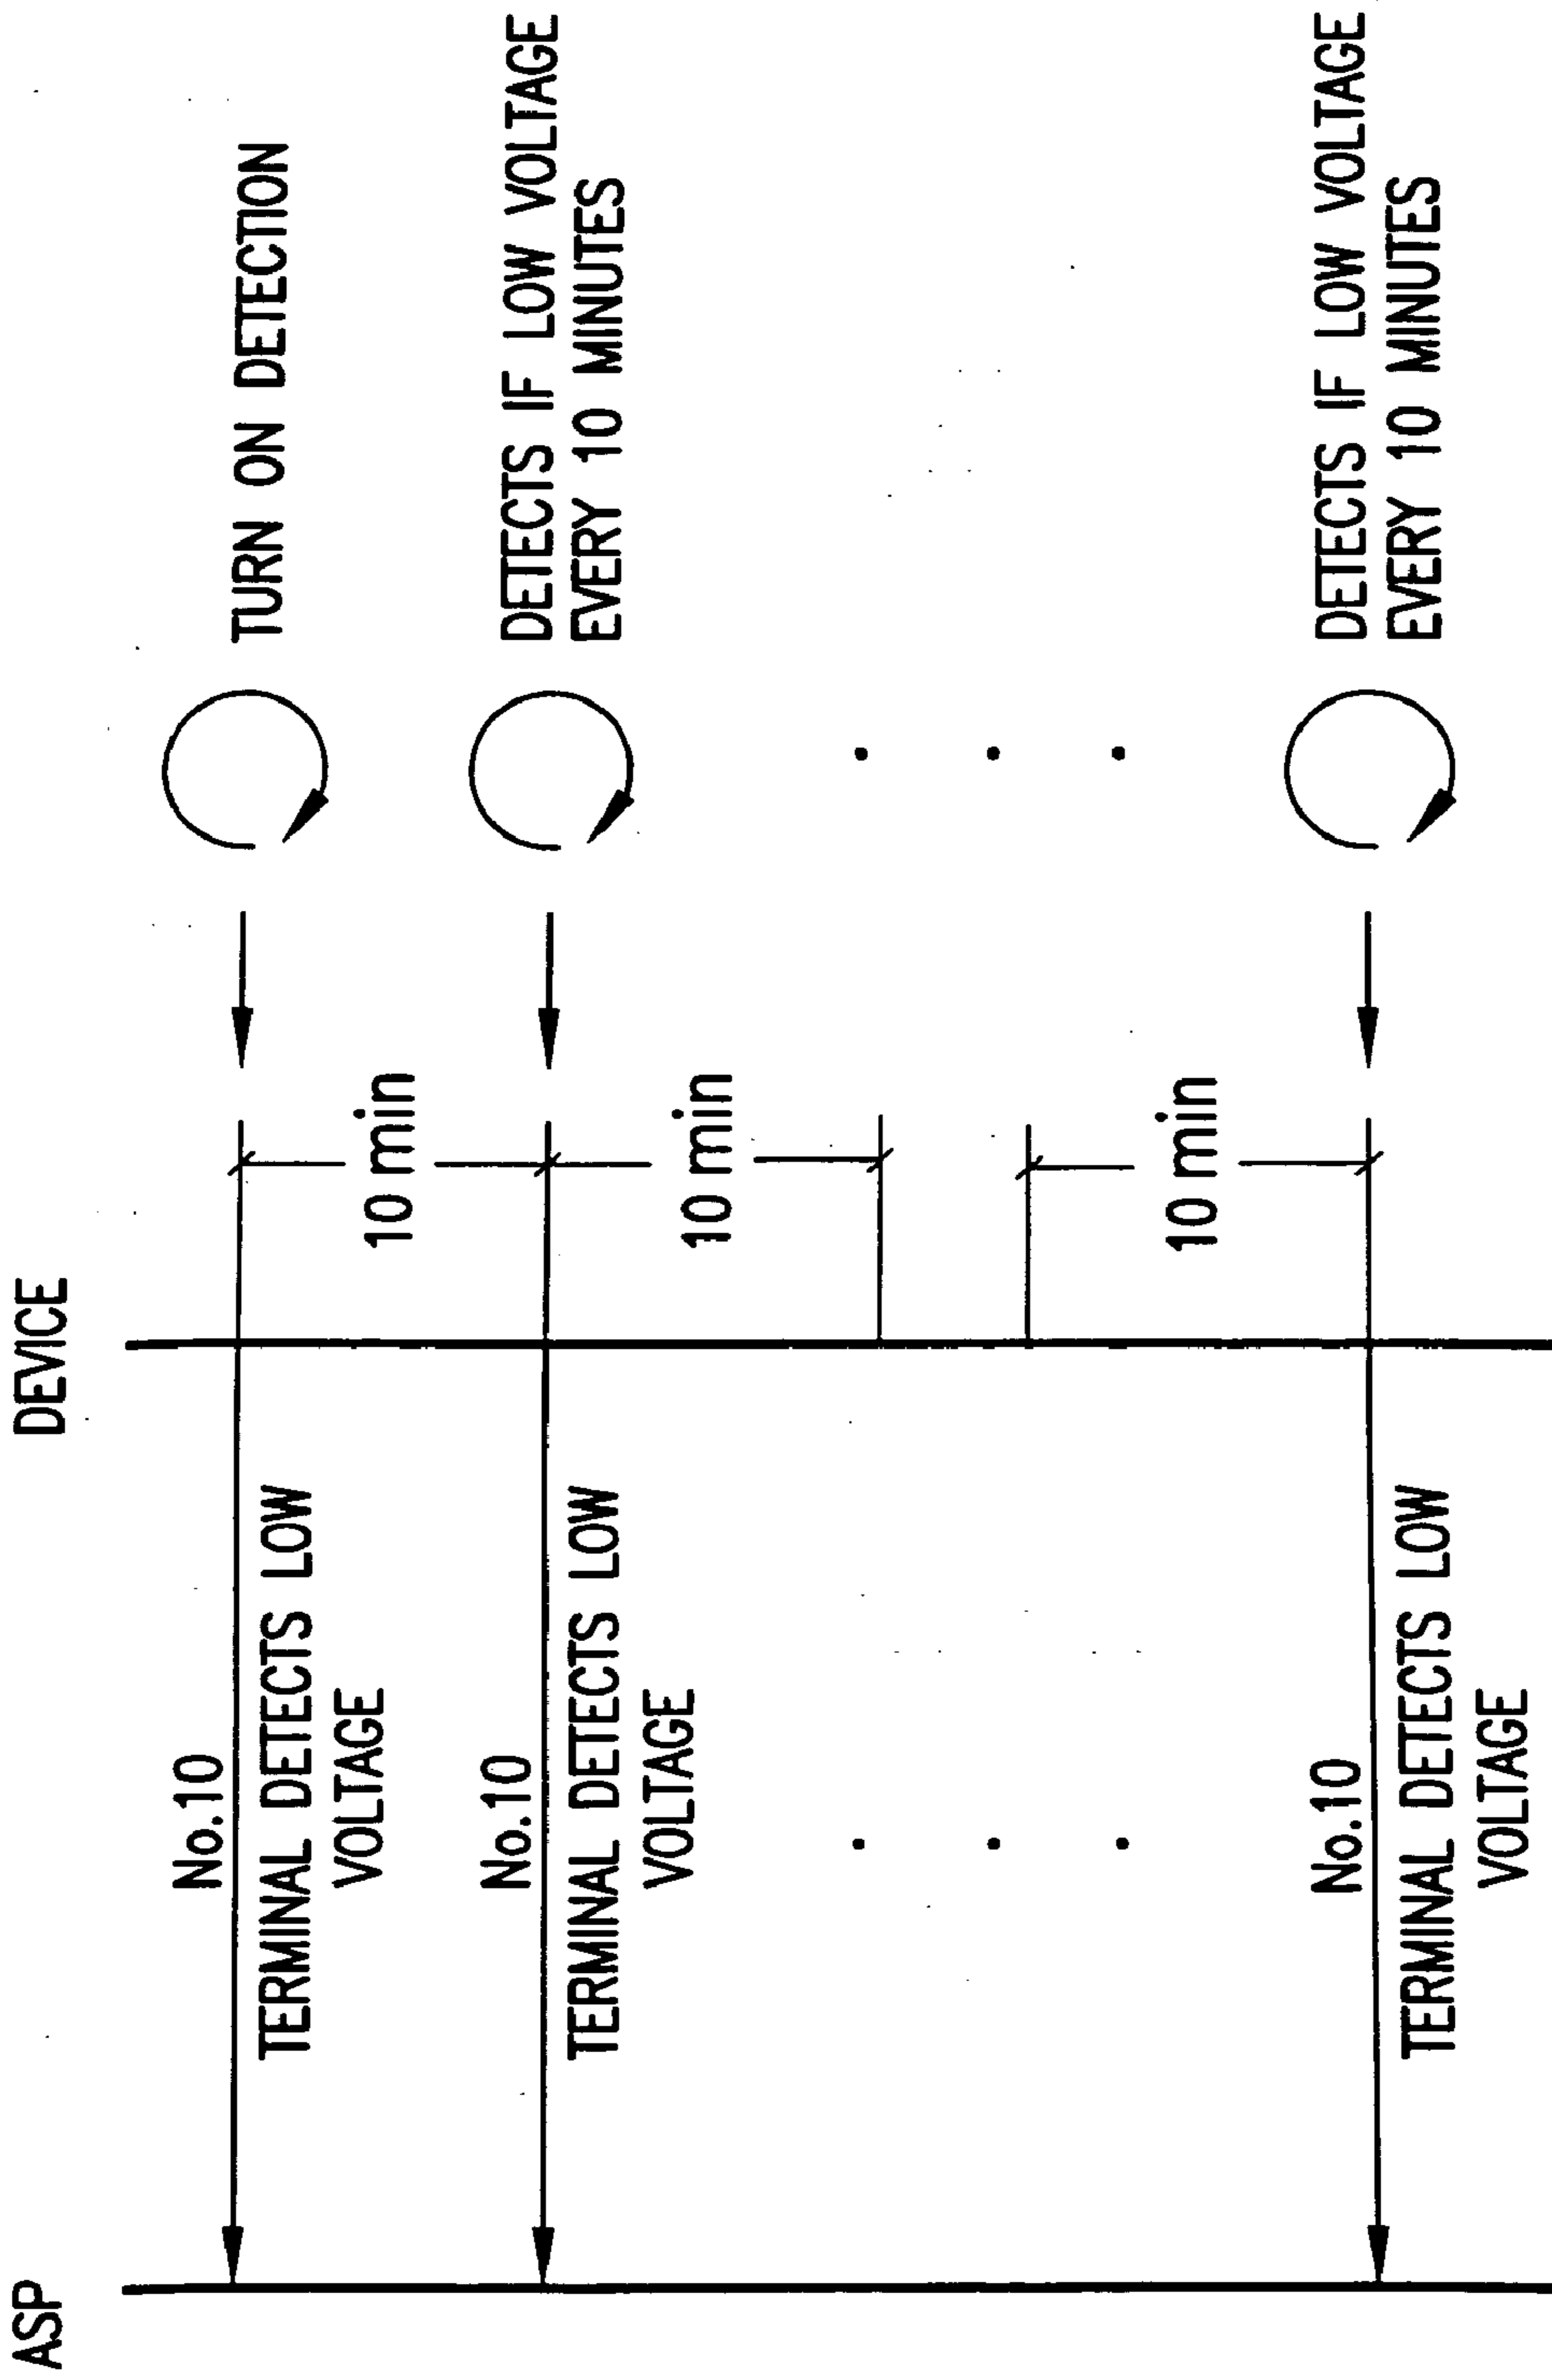 ASP
DEVICE
No.10
TERMINAL DETECTS LOW
VOLTAGE
TURN ON DETECTION
10 min
No.10
TERMINAL DETECTS LOW
VOLTAGE
DETECTS IF LOW VOLTAGE
EVERY 10 MINUTES
10 min
10 min
No.10
TERMINAL DETECTS LOW
VOLTAGE
DETECTS IF LOW VOLTAGE
EVERY 10 MINUTES